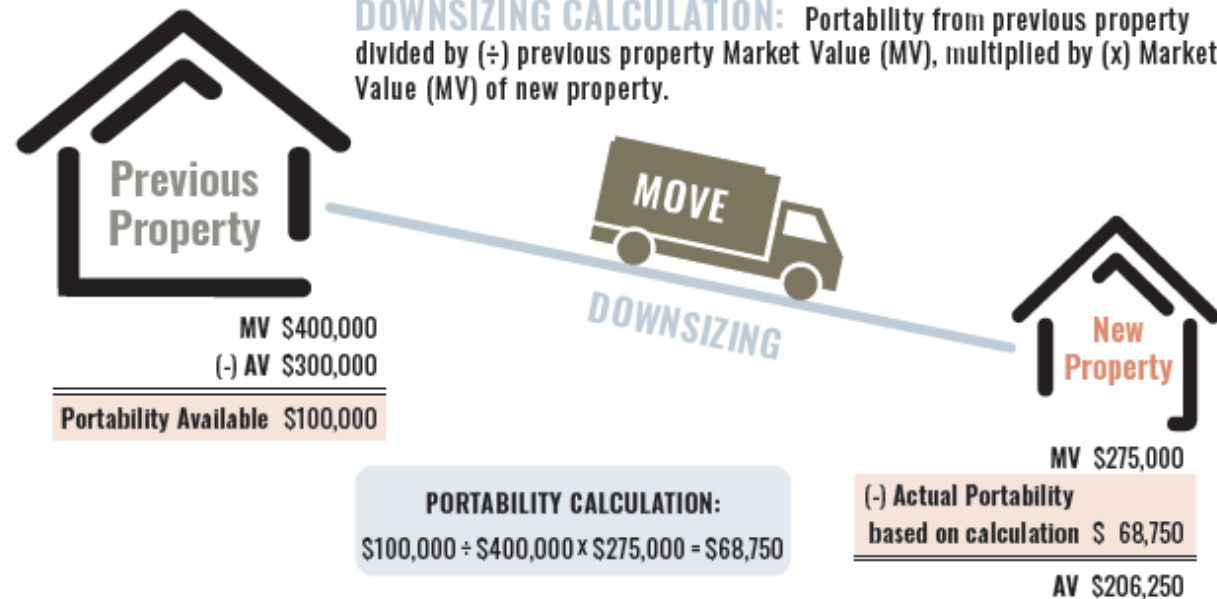 DOWNSIZING CALCULATION: Portability from previous property
divided by (÷) previous property Market Value (MV), multiplied by (x) Market
Value (MV) of new property.
Previous
Property
MOVE
DOWNSIZING
New
Property
MV $400,000
(-) AV $300,000
Portability Available $100,000
PORTABILITY CALCULATION:
$100,000 ÷ $400,000 x $275,000 = $68,750
MV $275,000
(-) Actual Portability
based on calculation $ 68,750
AV $206,250